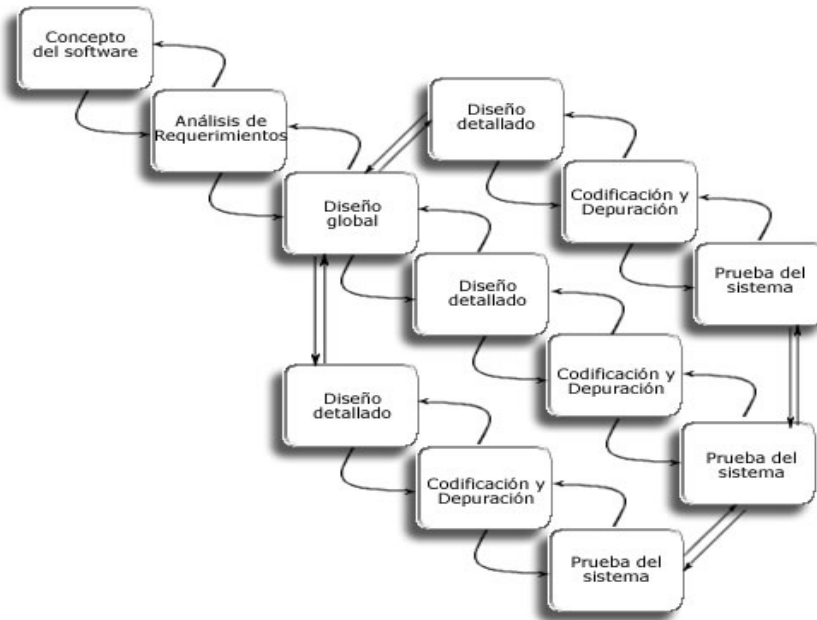 Concepto
del software
Análisis de
Requerimientos
Diseño
global
Diseño
detallado
Codificación y
Depuración
Prueba del
sistema
Diseño
detallado
Codificación y
Depuración
Prueba del
sistema
Diseño
detallado
Codificación y
Depuración
Prueba del
sistema